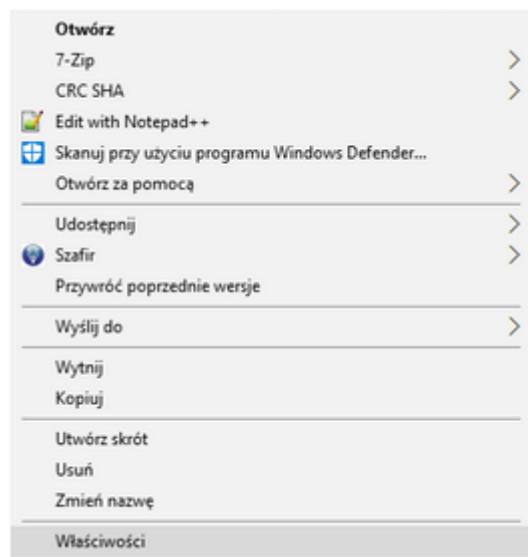 Otwórz
7-Zip
CRC SHA
Edit with Notepad++
Skanuj przy użyciu programu Windows Defender...
Otwórz za pomocą
Udostępnij
Szafir
Przywróć poprzednie wersje
Wyślij do
Wytnij
Kopiuj
Utwórz skrót
Usuń
Zmień nazwę
Właściwości